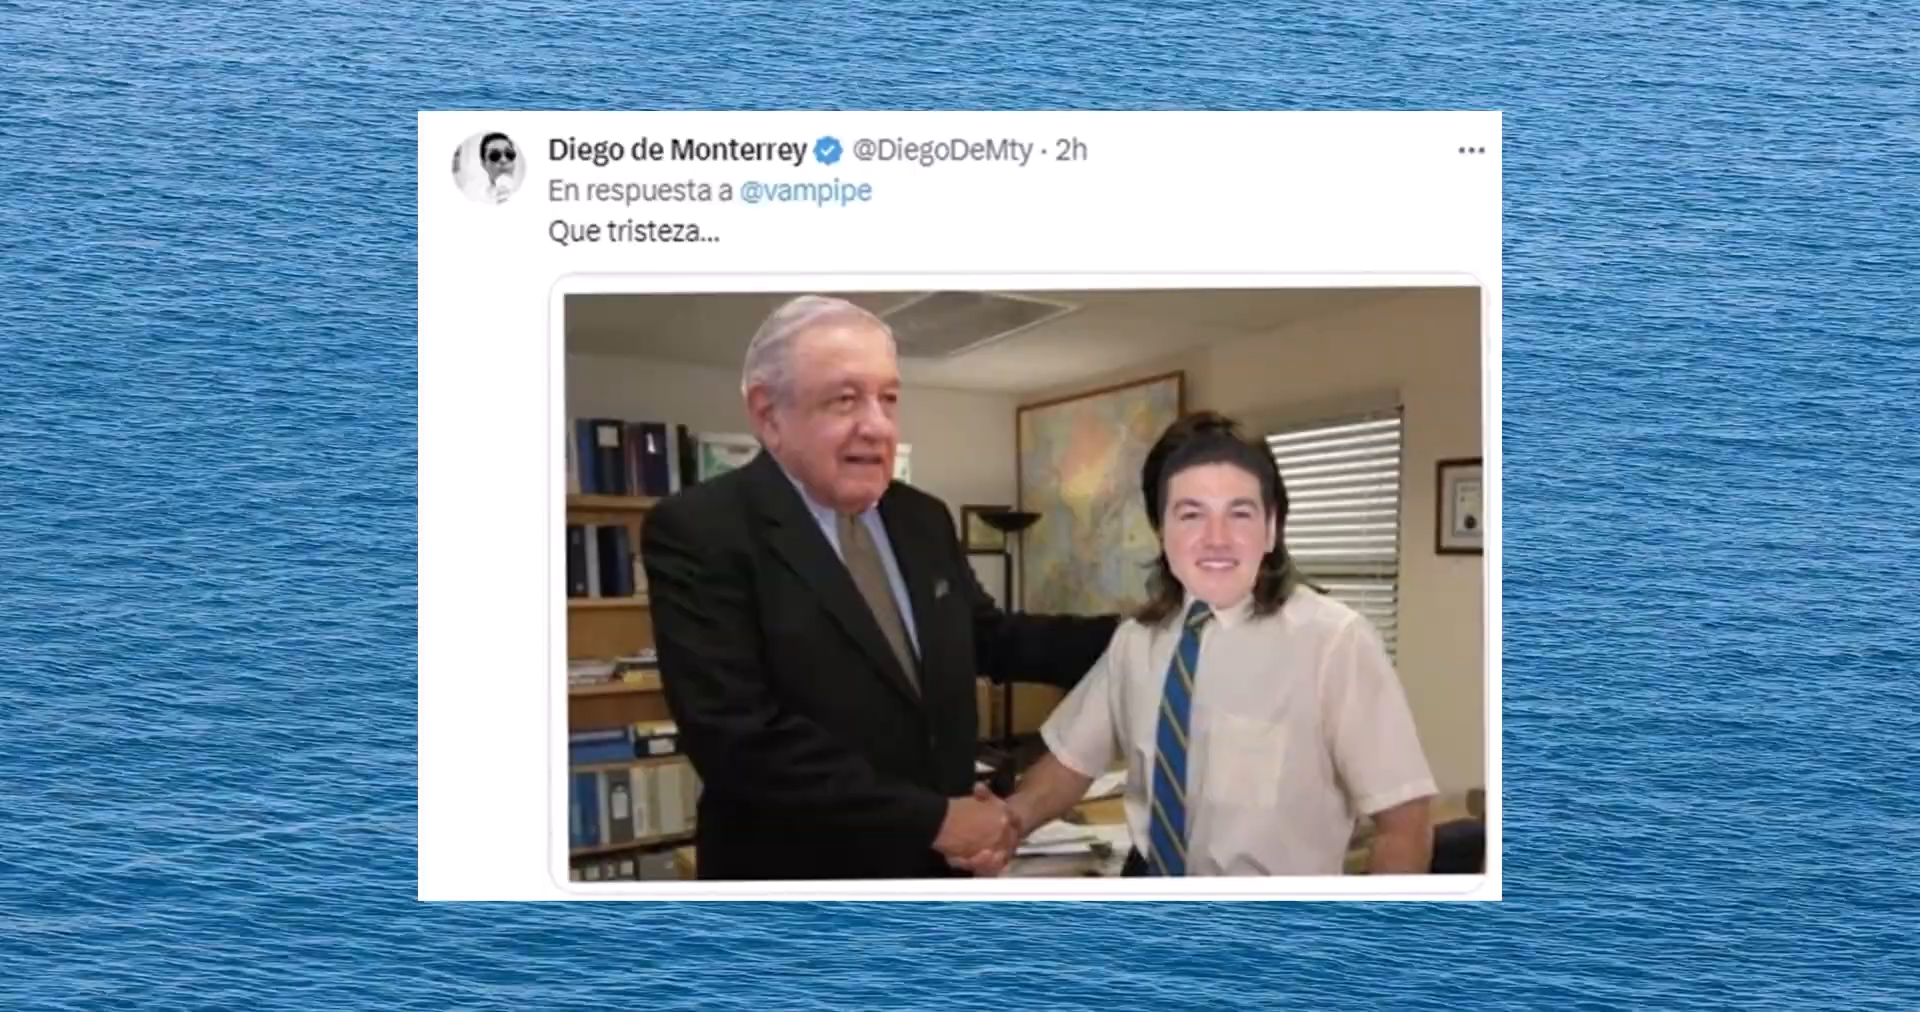 Diego de Monterrey @DiegoDeMty · 2h
En respuesta a @vampipe
Que tristeza...